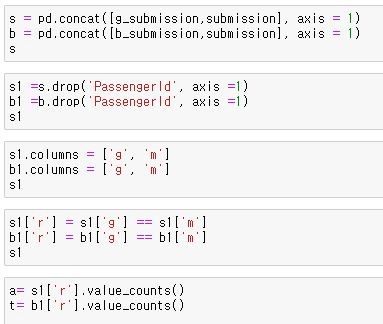 s = pd.concat([g_submission,submission], axis = 1)
b = pd.concat([b_submission,submission], axis = 1)
s
s1 =s.drop('PassengerId', axis =1)
b1 =b.drop('PassengerId', axis =1)
s1
s1.columns = ['g', 'm']
b1.columns = ['g', 'm']
s1
s1['r'] = s1['g'] == s1['m']
b1['r'] = b1['g'] == b1['m']
s1
a= s1['r'].value_counts()
t= b1['r'].value_counts()